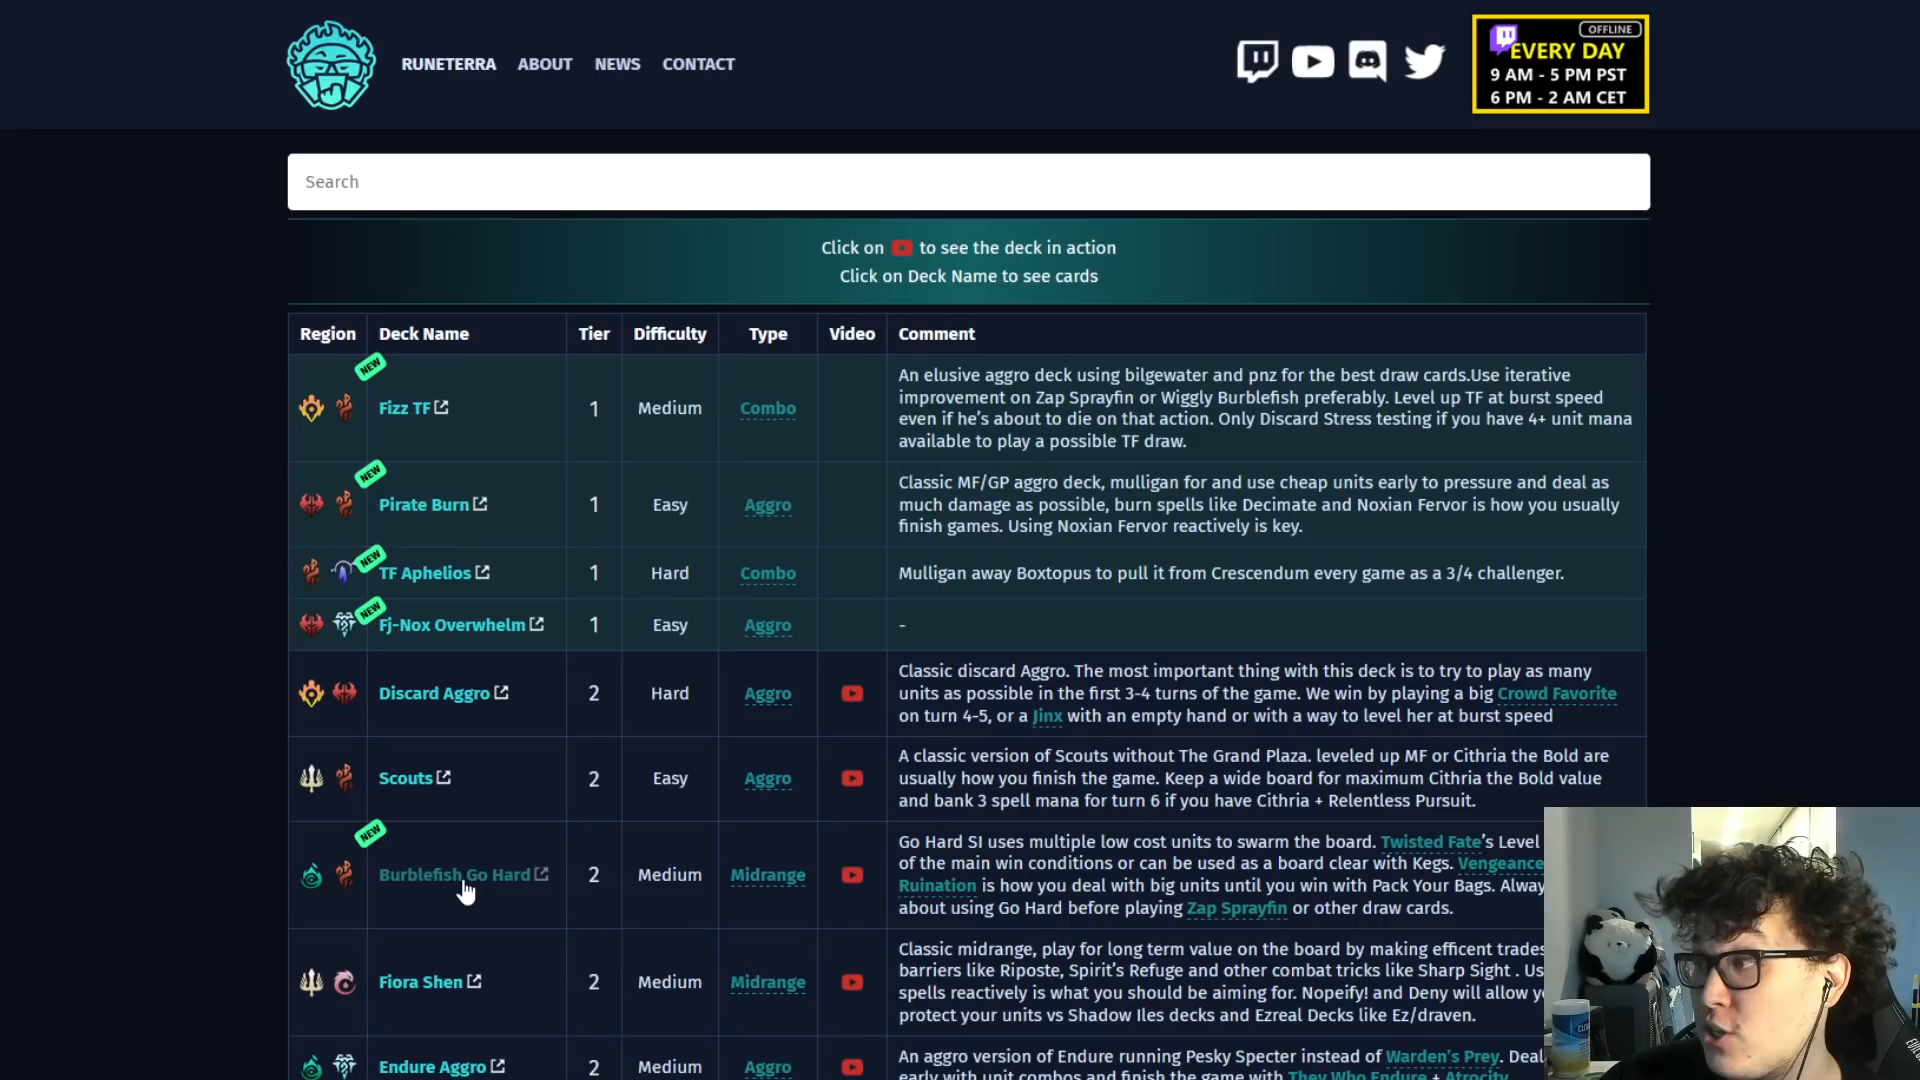 RUNETERRA ABOUT NEWS CONTACT
OFFLINE
EVERY DAY
9 AM - 5 PM PST
6 PM - 2 AM CET
Search
Click on to see the deck in action
Click on Deck Name to see cards
Region Deck Name Tier Difficulty Type Video Comment
NEW
Fizz TF 1 Medium Combo
An elusive aggro deck using bilgewater and pnz for the best draw cards.Use iterative
improvement on Zap Sprayfin or Wiggly Burblefish preferably. Level up TF at burst speed
even if he's about to die on that action. Only Discard Stress testing if you have 4+ unit mana
available to play a possible TF draw.
NEW
Pirate Burn 1 Easy Aggro
Classic MF/GP aggro deck, mulligan for and use cheap units early to pressure and deal as
much damage as possible, burn spells like Decimate and Noxian Fervor is how you usually
finish games. Using Noxian Fervor reactively is key.
NEW
TF Aphelios 1 Hard Combo Mulligan away Boxtopus to pull it from Crescendum every game as a 3/4 challenger.
NEW
Fj-Nox Overwhelm 1 Easy Aggro -
Discard Aggro 2 Hard Aggro
Classic discard Aggro. The most important thing with this deck is to try to play as many
units as possible in the first 3-4 turns of the game. We win by playing a big Crowd Favorite
on turn 4-5, or a Jinx with an empty hand or with a way to level her at burst speed
Scouts 2 Easy Aggro
A classic version of Scouts without The Grand Plaza. leveled up MF or Cithria the Bold are
usually how you finish the game. Keep a wide board for maximum Cithria the Bold value
and bank 3 spell mana for turn 6 if you have Cithria + Relentless Pursuit.
NEW
Burblefish Go Hard 2 Medium Midrange
Go Hard SI uses multiple low cost units to swarm the board. Twisted Fate's Level
of the main win conditions or can be used as a board clear with Kegs. Vengeance
Ruination is how you deal with big units until you win with Pack Your Bags. Alway
about using Go Hard before playing Zap Sprayfin or other draw cards.
Fiora Shen 2 Medium Midrange
Classic midrange, play for long term value on the board by making efficent trades
barriers like Riposte, Spirit's Refuge and other combat tricks like Sharp Sight . Us
spells reactively is what you should be aiming for. Nopeify! and Deny will allow y
protect your units vs Shadow Iles decks and Ezreal Decks like Ez/draven.
Endure Aggro 2 Medium Aggro
An aggro version of Endure running Pesky Specter instead of Warden's Prey. Deal
early with unit combos and finish the game with They Who Endure + Atrocity